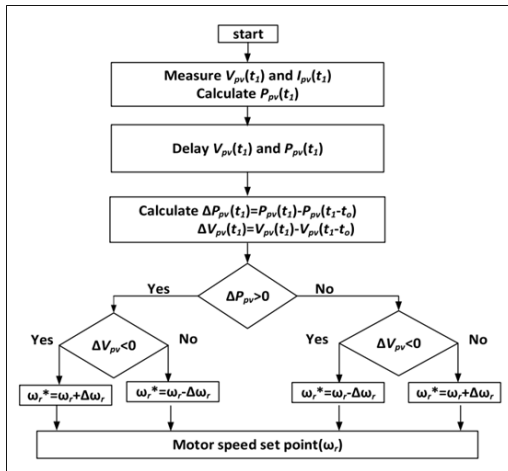 start
Measure Vpv(t1) and Ipv(t1)
Calculate Ppv(t1)
Delay Vpv(t1) and Ppv(t1)
Calculate ΔPpv(t1)=Ppv(t1)-Ppv(t1-to)
ΔVpv(t1)=Vpv(t1)-Vpv(t1-to)
Yes
ΔPpv>0
No
Yes
ΔVpv<0
No
Yes
ΔVpv<0
No
ωr*=ωr+Δωr
ωr*=ωr-Δωr
ωr*=ωr-Δωr
ωr*=ωr+Δωr
Motor speed set point(ωr)